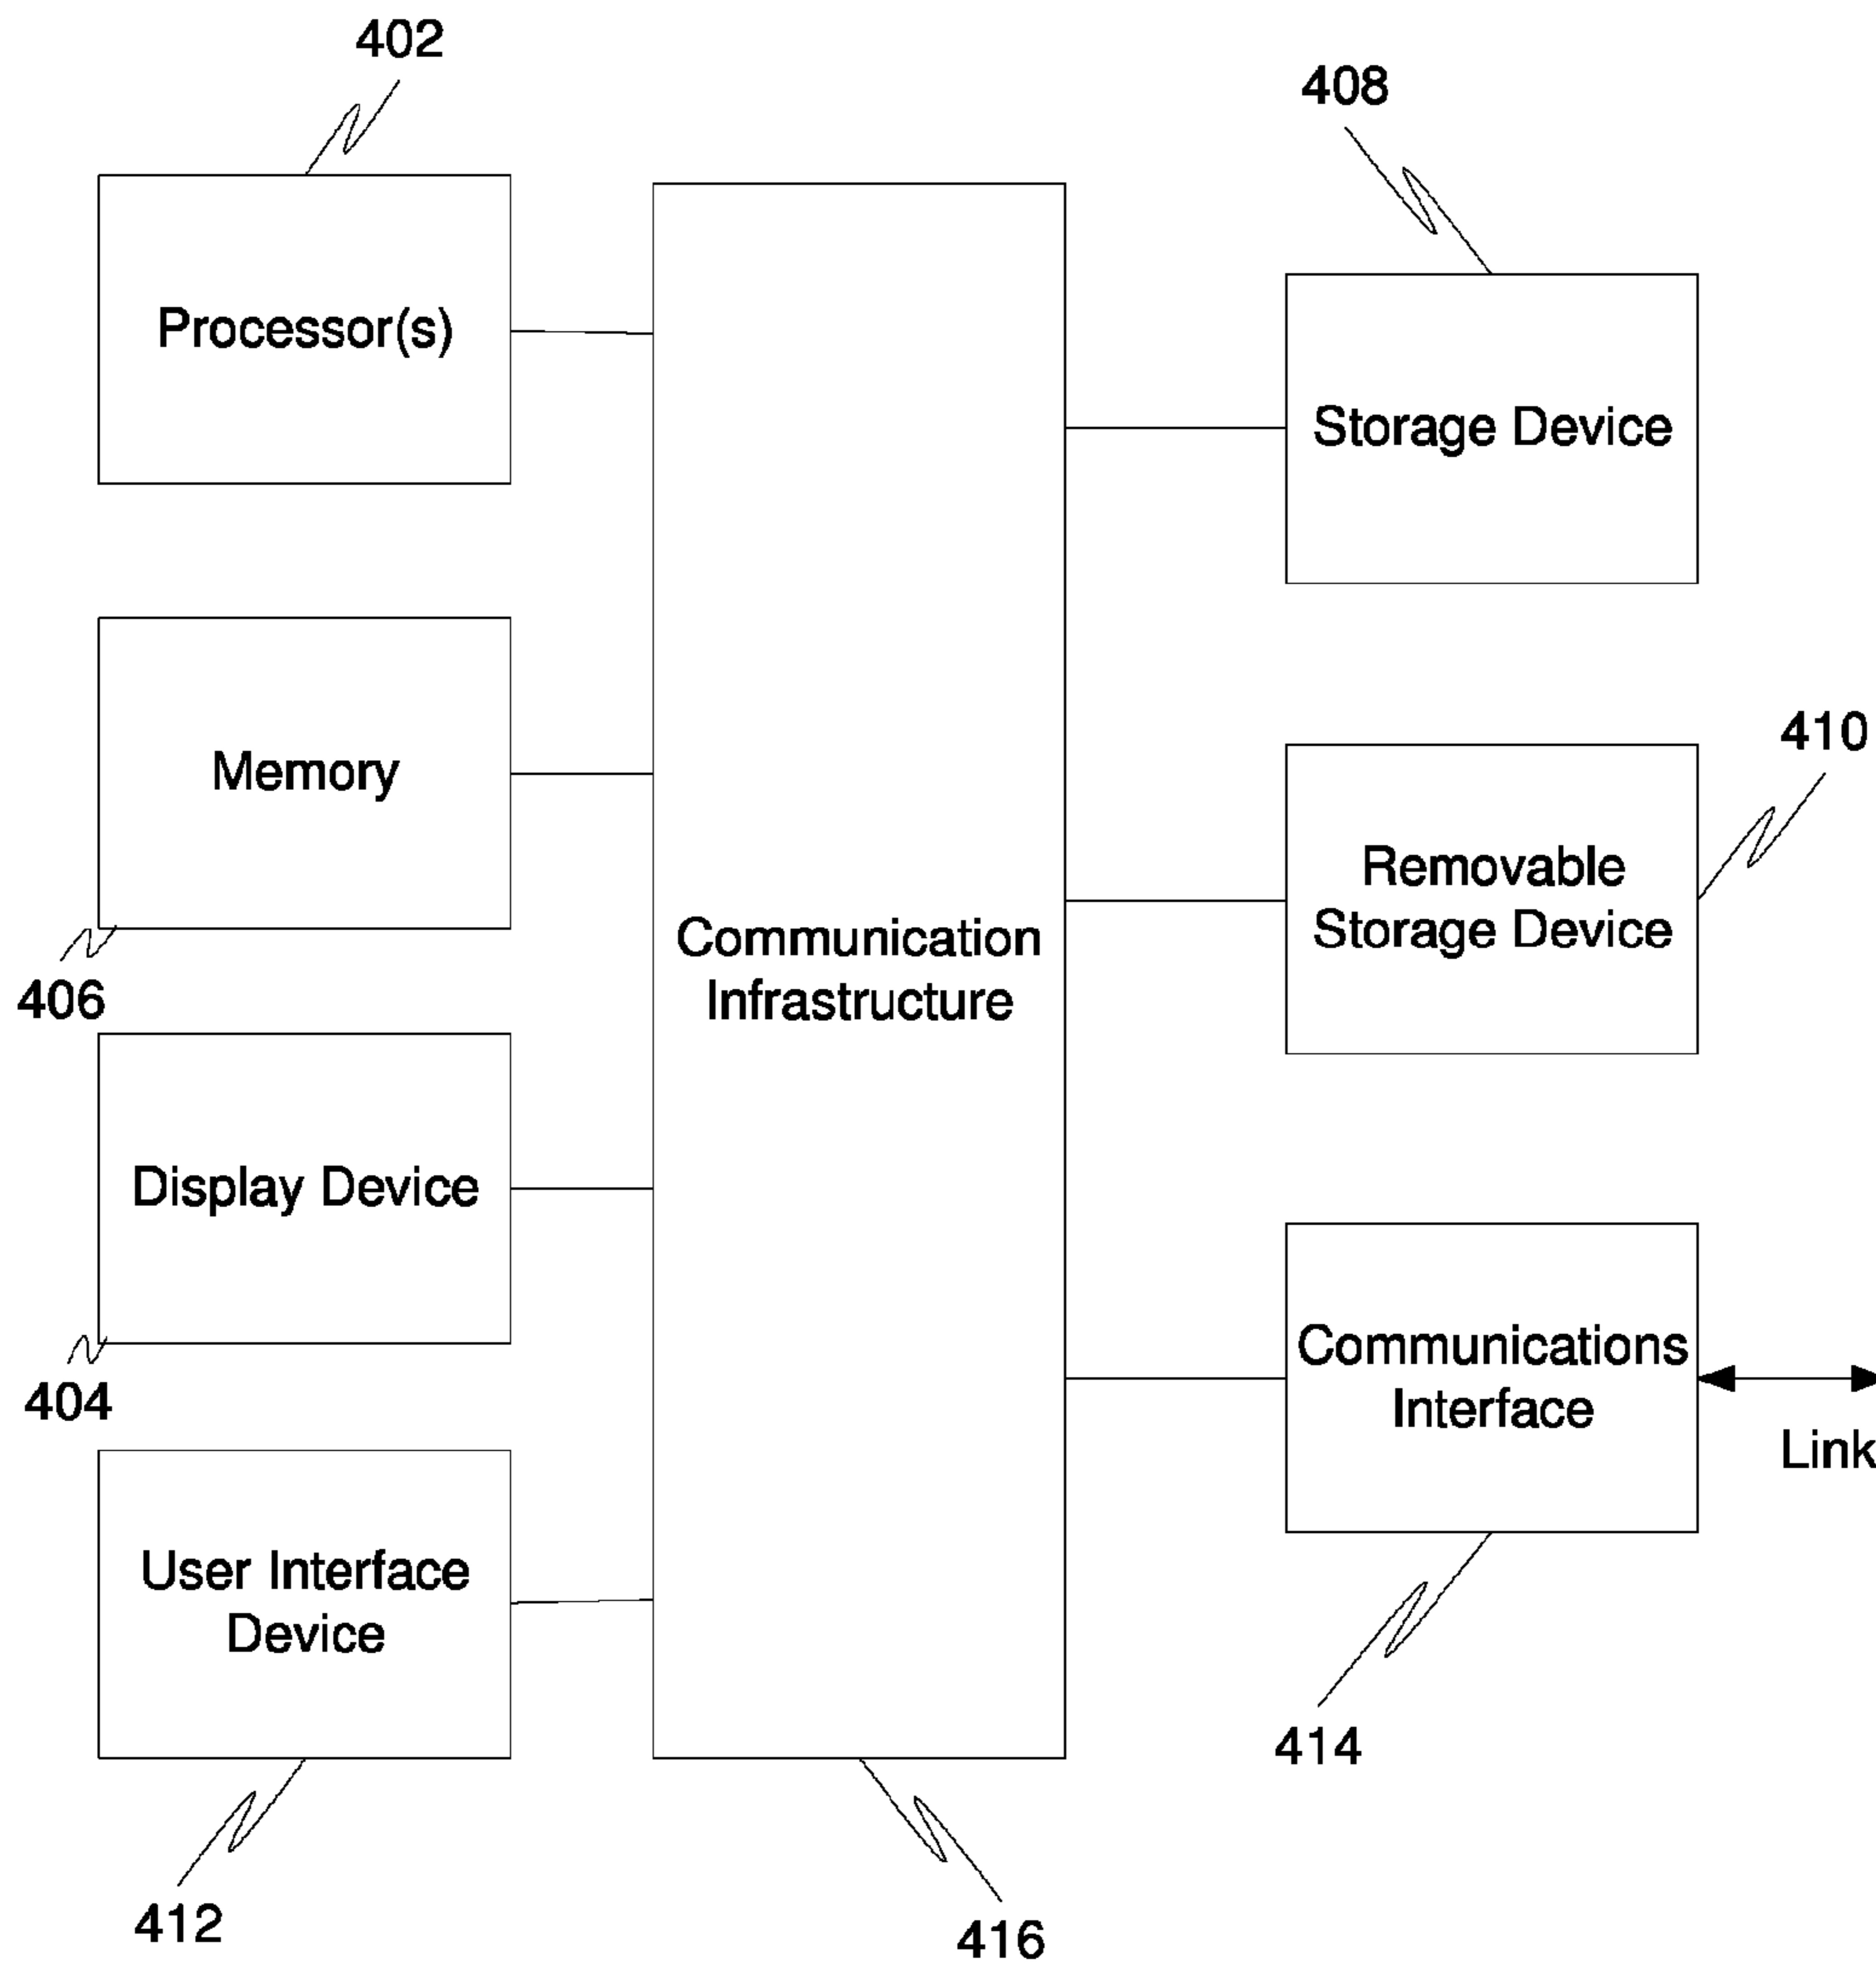 402
408
Processor(s)
Storage Device
410
Memory
Removable
Storage Device
406
Communication
Infrastructure
Display Device
404
Communications
Interface
Link
User Interface
Device
414
412
416